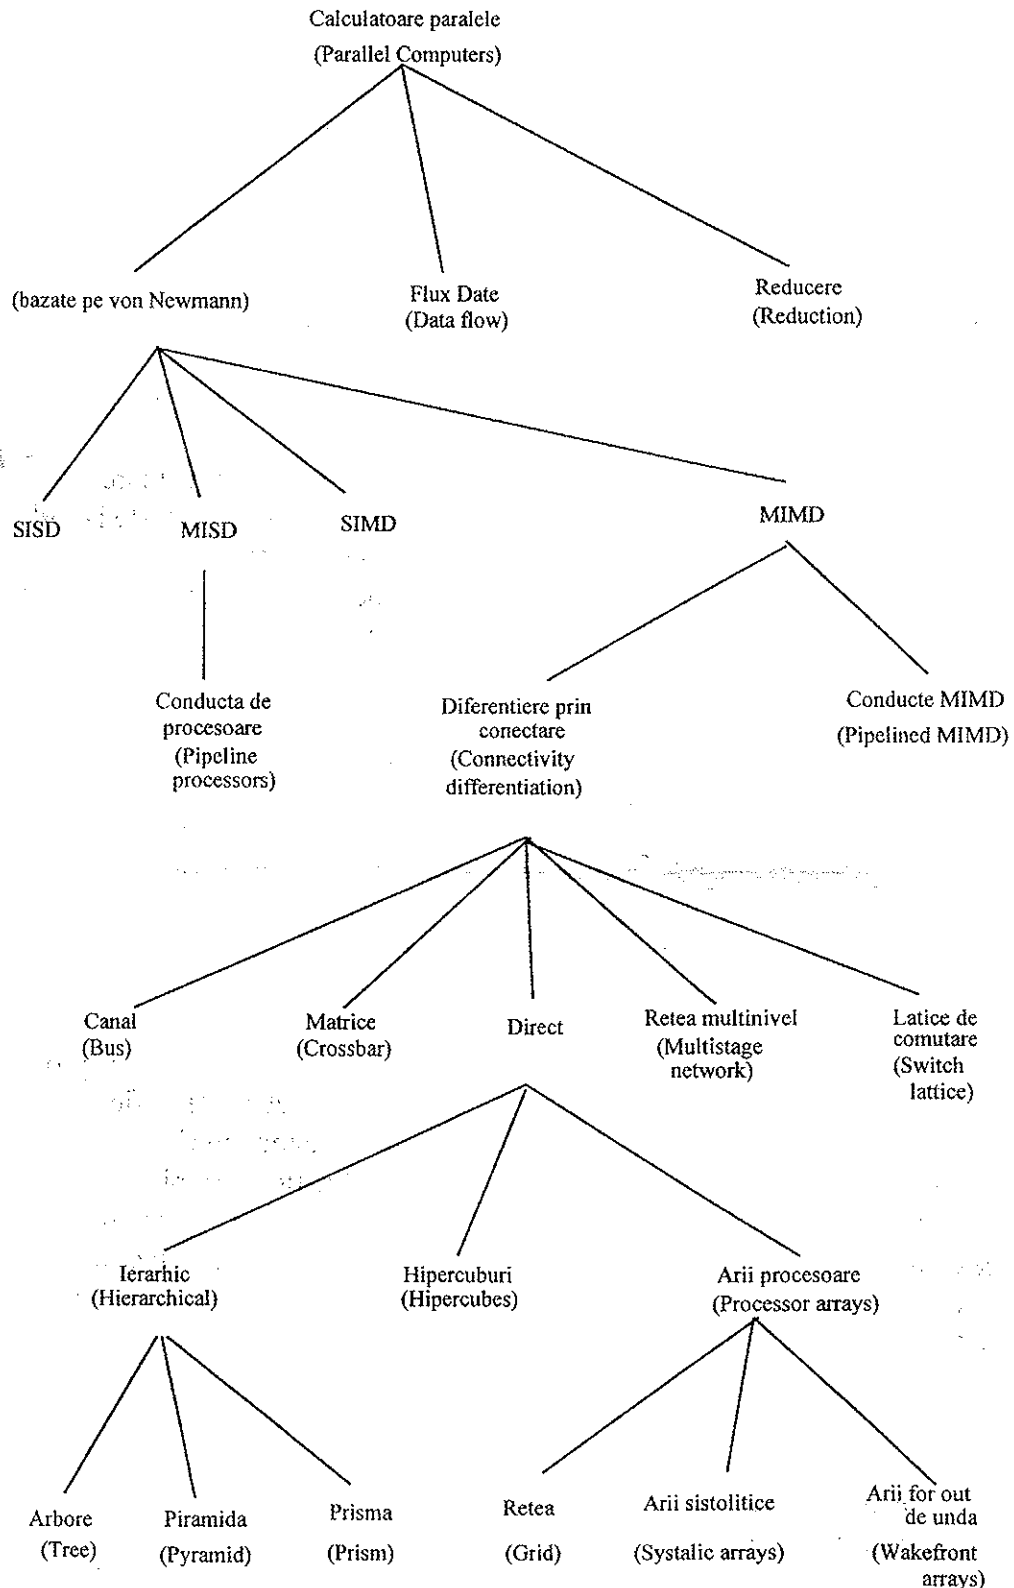 Calculatoare paralele
(Parallel Computers)
(bazate pe von Newmann)
Flux Date
(Data flow)
Reducere
(Reduction)
SISD
MISD
SIMD
MIMD
Conducta de
procesoare
(Pipeline
processors)
Diferentiere prin
conectare
(Connectivity
differentiation)
Conducte MIMD
(Pipelined MIMD)
Canal
(Bus)
Matrice
(Crossbar)
Direct
Retea multinivel
(Multistage
network)
Latice de
comutare
(Switch
lattice)
Ierarhic
(Hierarchical)
Hipercuburi
(Hipercubes)
Arii procesoare
(Processor arrays)
Arbore
(Tree)
Piramida
(Pyramid)
Prisma
(Prism)
Retea
(Grid)
Arii sistolitice
(Systalic arrays)
Arii for out
de unda
(Wakefront
arrays)